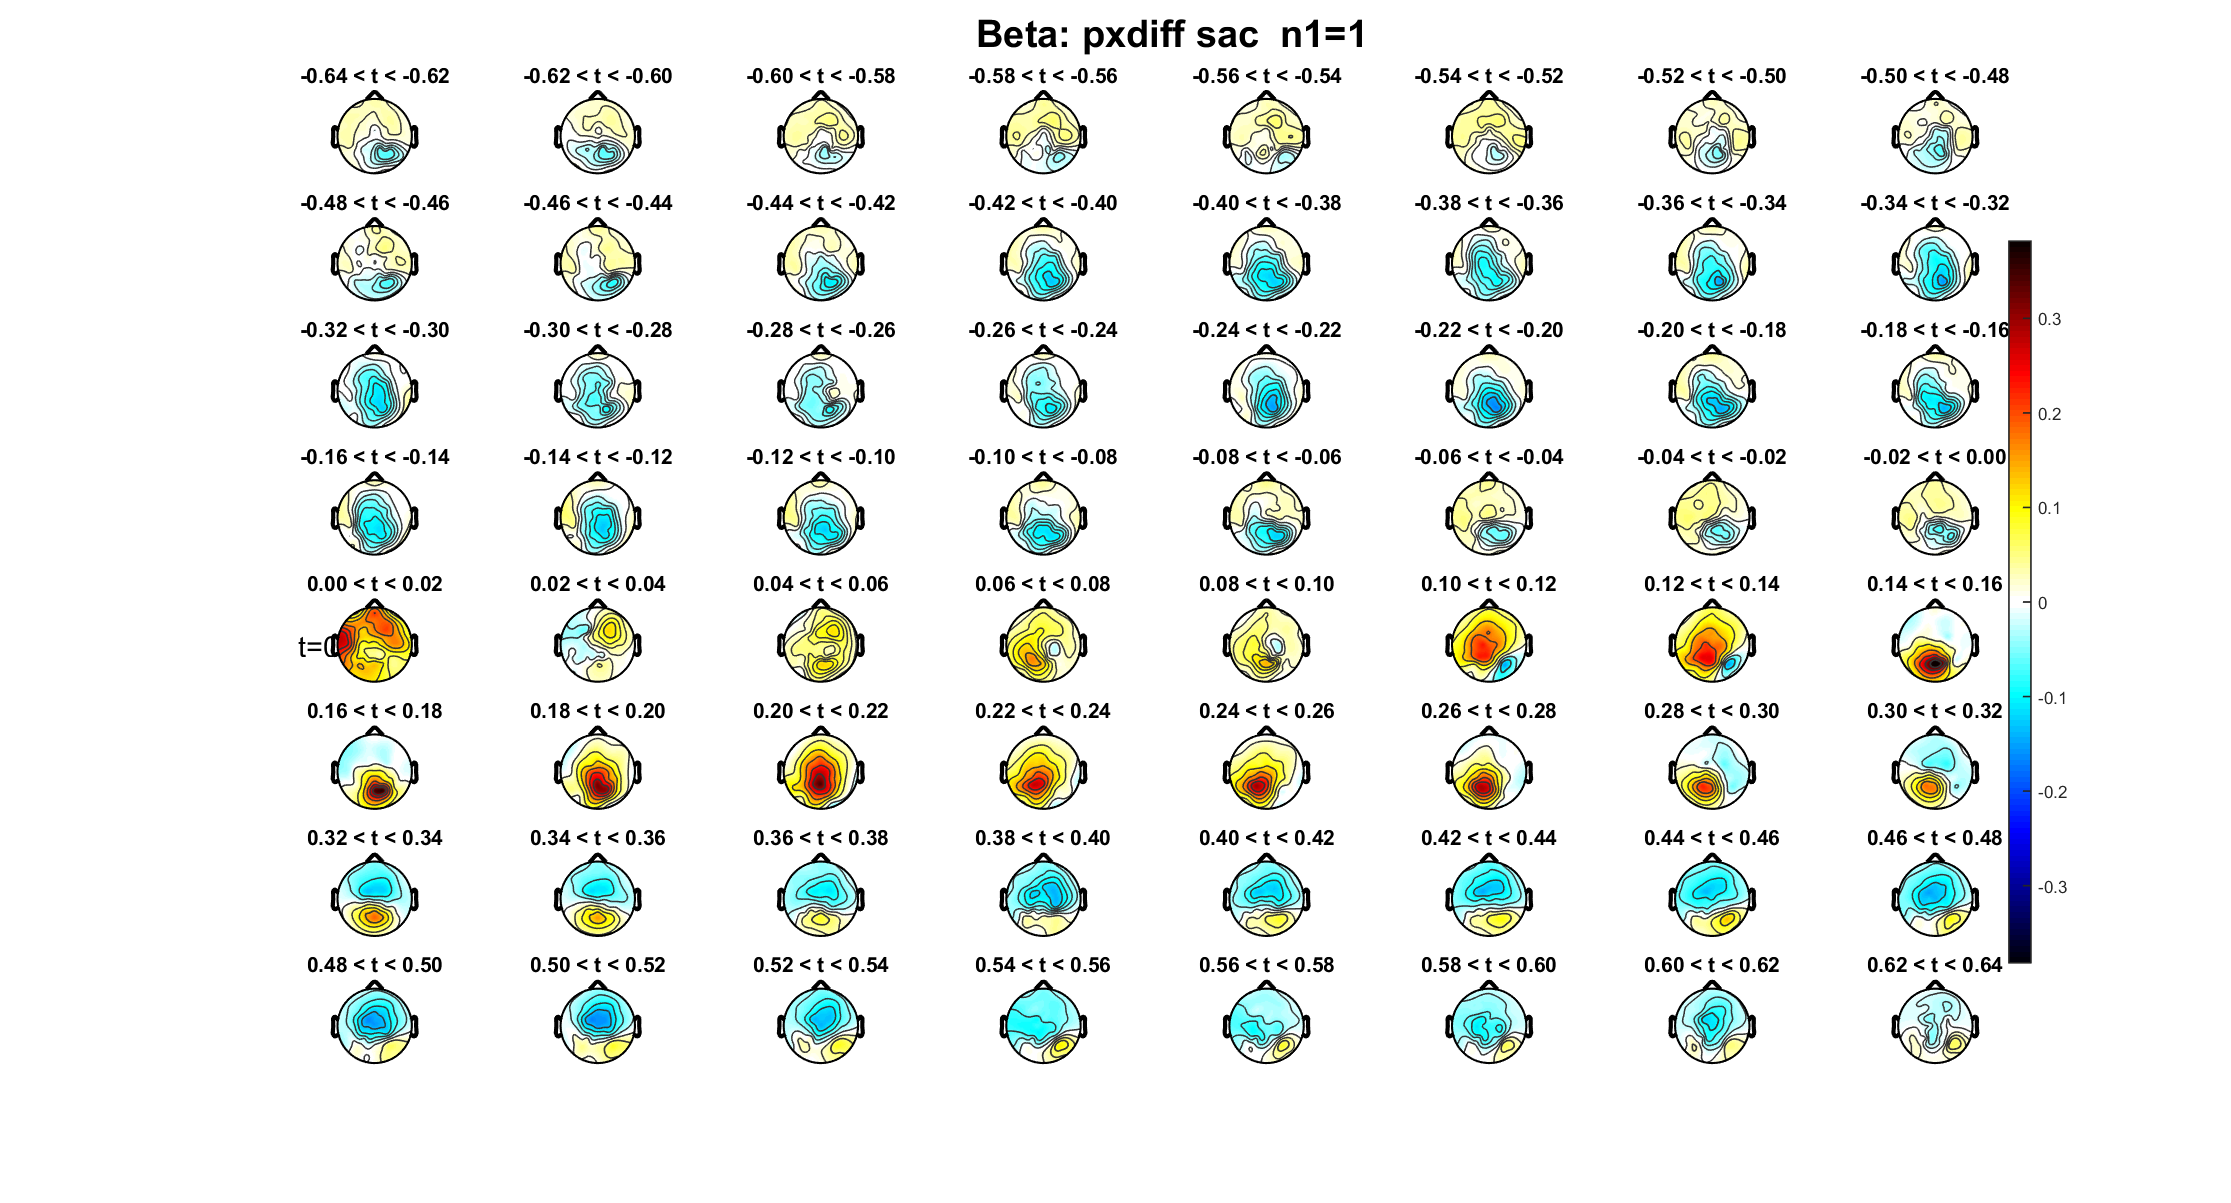 Beta: pxdiff sac  n1=1
-0.64 < t < -0.62
-0.62 < t < -0.60
-0.60 < t < -0.58
-0.58 < t < -0.56
-0.56 < t < -0.54
-0.54 < t < -0.52
-0.52 < t < -0.50
-0.50 < t < -0.48
-0.48 < t < -0.46
-0.46 < t < -0.44
-0.44 < t < -0.42
-0.42 < t < -0.40
-0.40 < t < -0.38
-0.38 < t < -0.36
-0.36 < t < -0.34
-0.34 < t < -0.32
-0.32 < t < -0.30
-0.30 < t < -0.28
-0.28 < t < -0.26
-0.26 < t < -0.24
-0.24 < t < -0.22
-0.22 < t < -0.20
-0.20 < t < -0.18
-0.18 < t < -0.16
-0.16 < t < -0.14
-0.14 < t < -0.12
-0.12 < t < -0.10
-0.10 < t < -0.08
-0.08 < t < -0.06
-0.06 < t < -0.04
-0.04 < t < -0.02
-0.02 < t < 0.00
0.00 < t < 0.02
0.02 < t < 0.04
0.04 < t < 0.06
0.06 < t < 0.08
0.08 < t < 0.10
0.10 < t < 0.12
0.12 < t < 0.14
0.14 < t < 0.16
t=0
0.16 < t < 0.18
0.18 < t < 0.20
0.20 < t < 0.22
0.22 < t < 0.24
0.24 < t < 0.26
0.26 < t < 0.28
0.28 < t < 0.30
0.30 < t < 0.32
0.32 < t < 0.34
0.34 < t < 0.36
0.36 < t < 0.38
0.38 < t < 0.40
0.40 < t < 0.42
0.42 < t < 0.44
0.44 < t < 0.46
0.46 < t < 0.48
0.48 < t < 0.50
0.50 < t < 0.52
0.52 < t < 0.54
0.54 < t < 0.56
0.56 < t < 0.58
0.58 < t < 0.60
0.60 < t < 0.62
0.62 < t < 0.64
0.3
0.2
0.1
0
-0.1
-0.2
-0.3